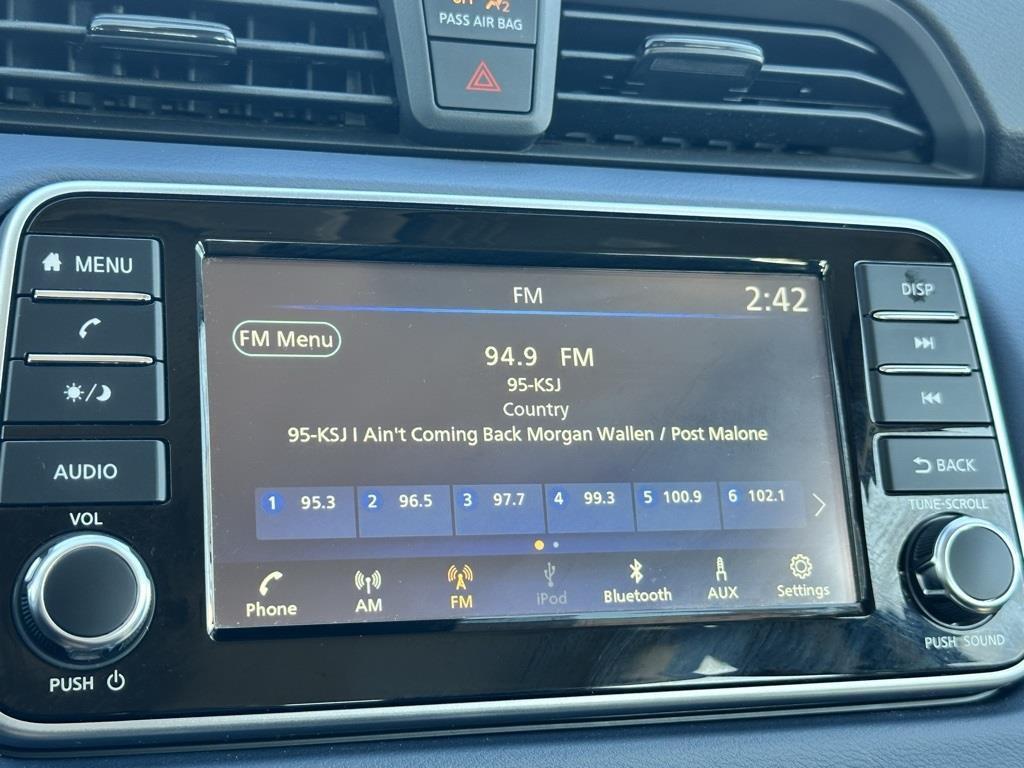 OFF 2
PASS AIR BAG
MENU
AUDIO
VOL
PUSH
FM
2:42
FM Menu
94.9 FM
95-KSJ
Country
95-KSJ I Ain't Coming Back Morgan Wallen / Post Malone
1 95.3
2 96.5
3 97.7
4 99.3
5 100.9
6 102.1
Phone
AM
FM
iPod
Bluetooth
AUX
Settings
DISP
BACK
TUNE·SCROLL
PUSH SOUND